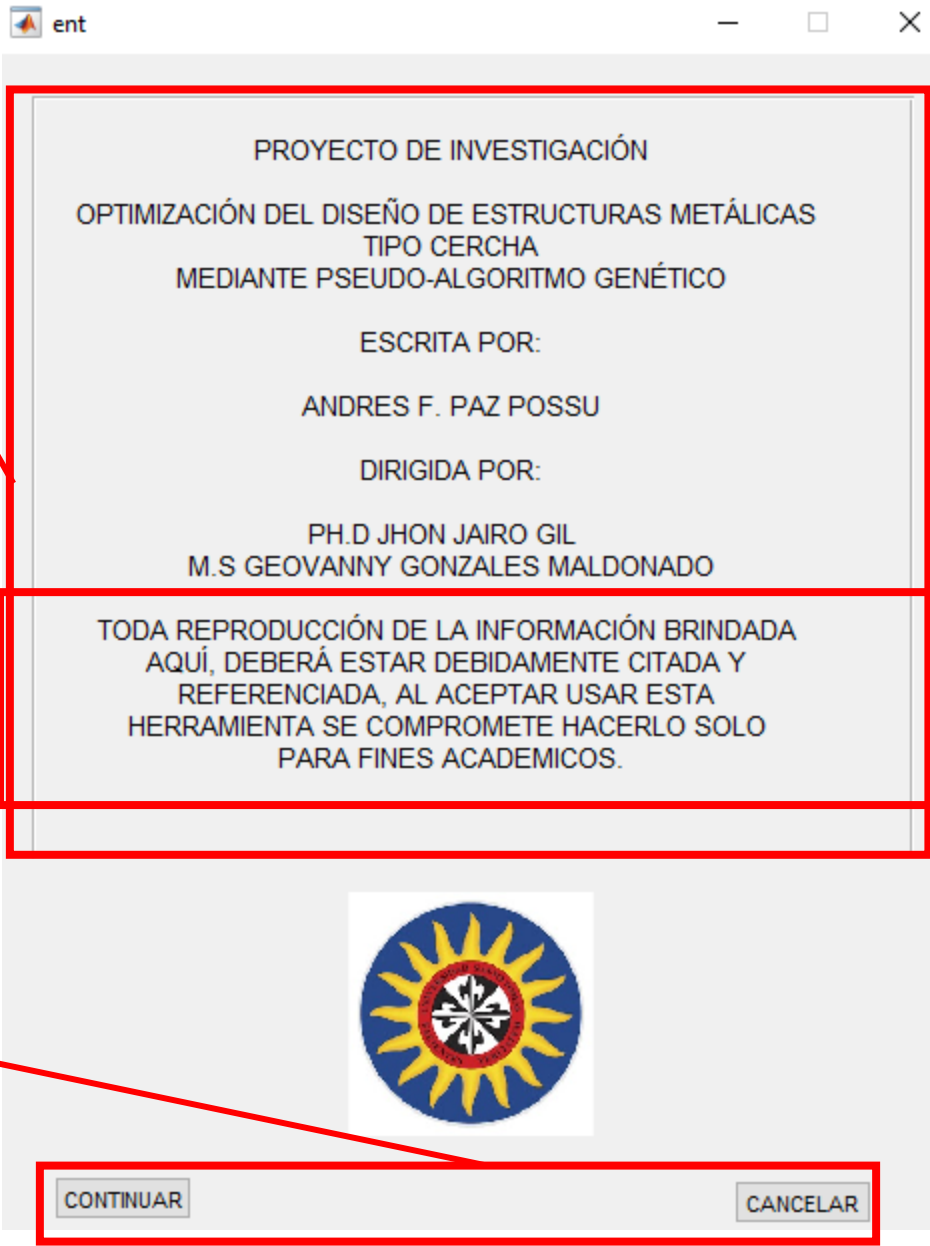 ent
PROYECTO DE INVESTIGACIÓN
OPTIMIZACIÓN DEL DISEÑO DE ESTRUCTURAS METÁLICAS
TIPO CERCHA
MEDIANTE PSEUDO-ALGORITMO GENÉTICO
ESCRITA POR:
ANDRES F. PAZ POSSU
DIRIGIDA POR:
PH.D JHON JAIRO GIL
M.S GEOVANNY GONZALES MALDONADO
TODA REPRODUCCIÓN DE LA INFORMACIÓN BRINDADA
AQUÍ, DEBERÁ ESTAR DEBIDAMENTE CITADA Y
REFERENCIADA, AL ACEPTAR USAR ESTA
HERRAMIENTA SE COMPROMETE HACERLO SOLO
PARA FINES ACADEMICOS.
CONTINUAR
CANCELAR